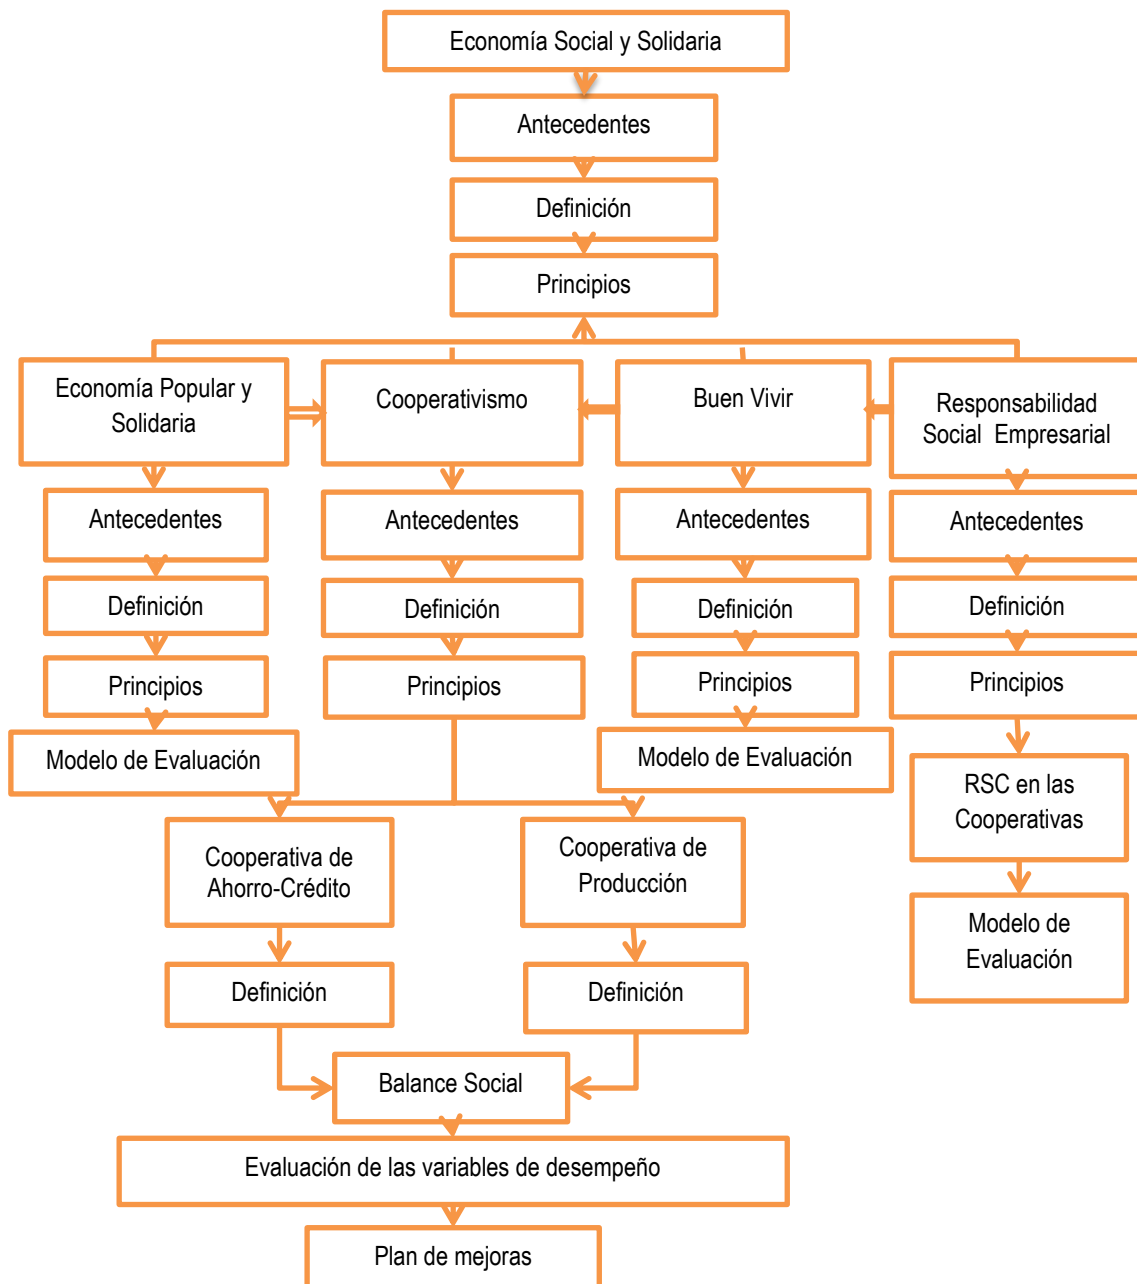 Economía Social y Solidaria
Antecedentes
Definición
Principios
Economía Popular y
Solidaria
Cooperativismo
Buen Vivir
Responsabilidad
Social Empresarial
Antecedentes
Antecedentes
Antecedentes
Antecedentes
Definición
Definición
Definición
Definición
Principios
Principios
Principios
Principios
Modelo de Evaluación
Modelo de Evaluación
RSC en las
Cooperativas
Cooperativa de
Ahorro-Crédito
Cooperativa de
Producción
Modelo de
Evaluación
Definición
Definición
Balance Social
Evaluación de las variables de desempeño
Plan de mejoras